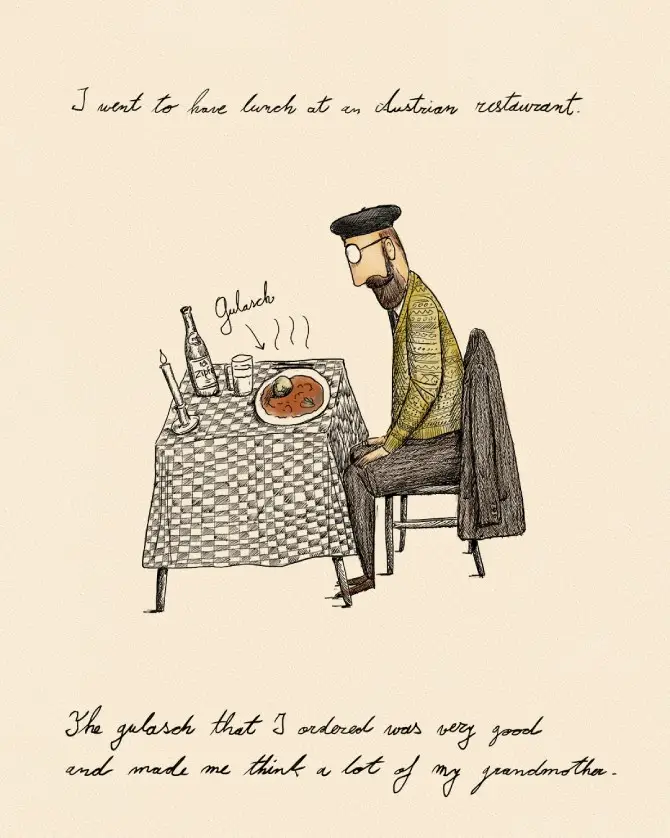 I went to have lunch at an Austrian restaurant.
Gulasch
Zipf
The gulasch that I ordered was very good
and made me think a lot of my grandmother.